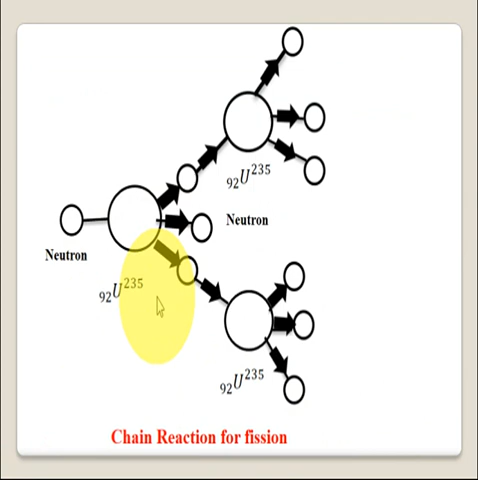 ₉₂U²³⁵
Neutron
Neutron
₉₂U²³⁵
₉₂U²³⁵
Chain Reaction for fission